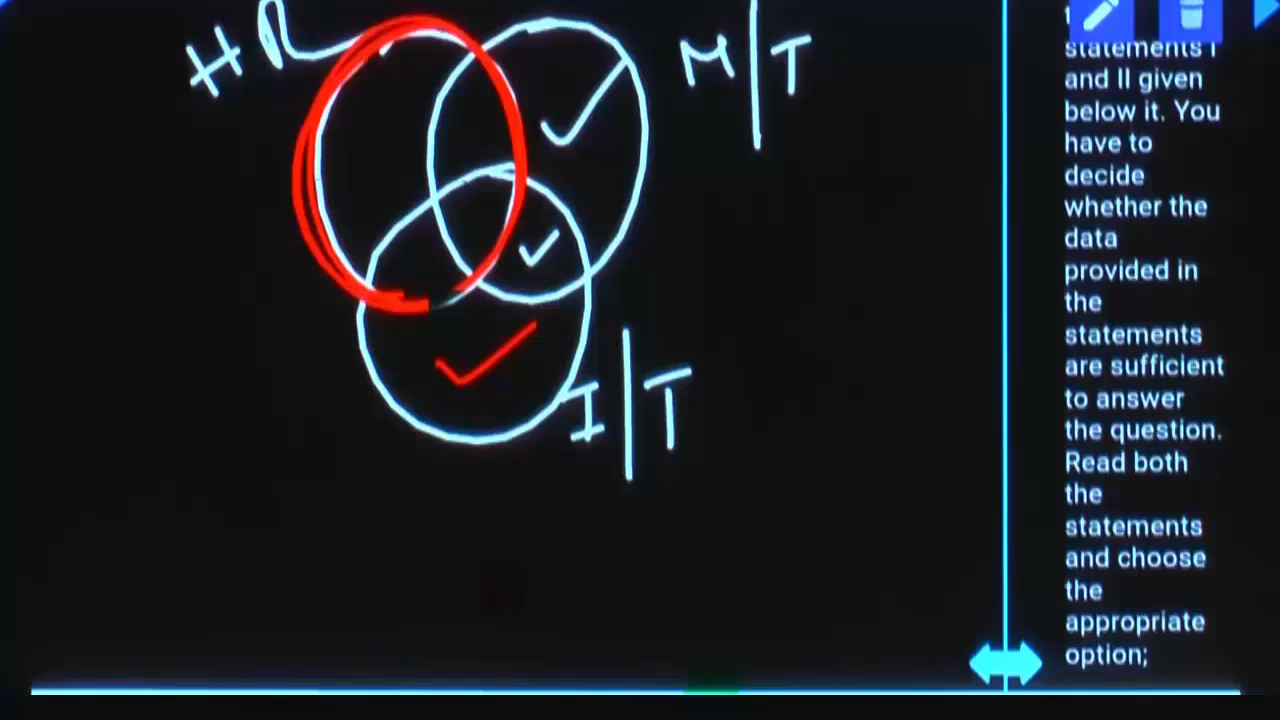 HR
M/T
I/T
statements I
and II given
below it. You
have to
decide
whether the
data
provided in
the
statements
are sufficient
to answer
the question.
Read both
the
statements
and choose
the
appropriate
option;